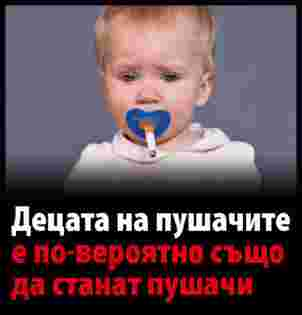 Децата на пушачите
е по-вероятно също
да станат пушачи